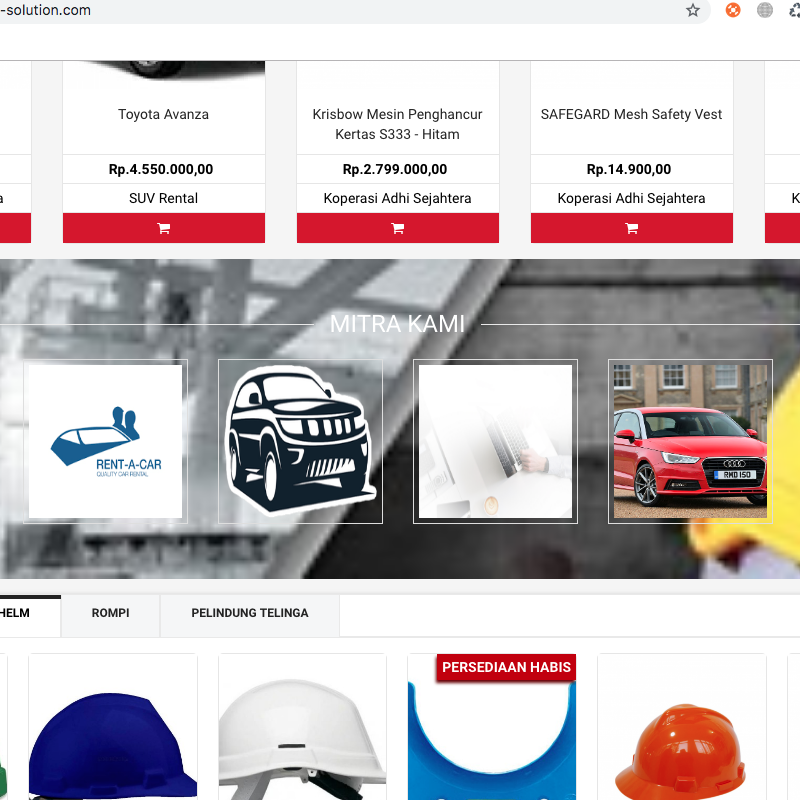 -solution.com
Toyota Avanza
Krisbow Mesin Penghancur
Kertas S333 - Hitam
SAFEGARD Mesh Safety Vest
Rp.4.550.000,00
Rp.2.799.000,00
Rp.14.900,00
a
SUV Rental
Koperasi Adhi Sejahtera
Koperasi Adhi Sejahtera
K
MITRA KAMI
RENT-A-CAR
QUALITY CAR RENTAL
RMD 150
HELM
ROMPI
PELINDUNG TELINGA
PERSEDIAAN HABIS